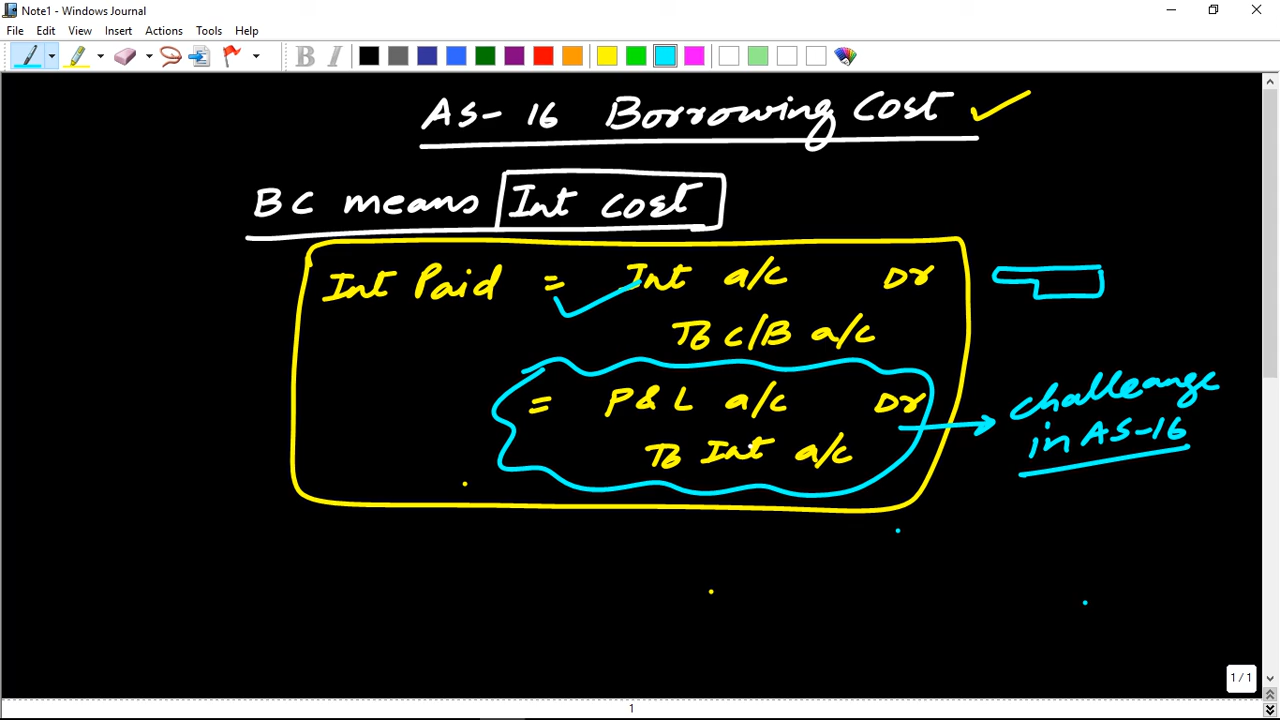 Note1 - Windows Journal
File Edit View Insert Actions Tools Help
B I
AS-16 Borrowing Cost
BC means Int cost
Int Paid = Int a/c Dr
To C/B a/c
= P& L a/c Dr
To Int a/c
challeange
in AS-16
1/1
1